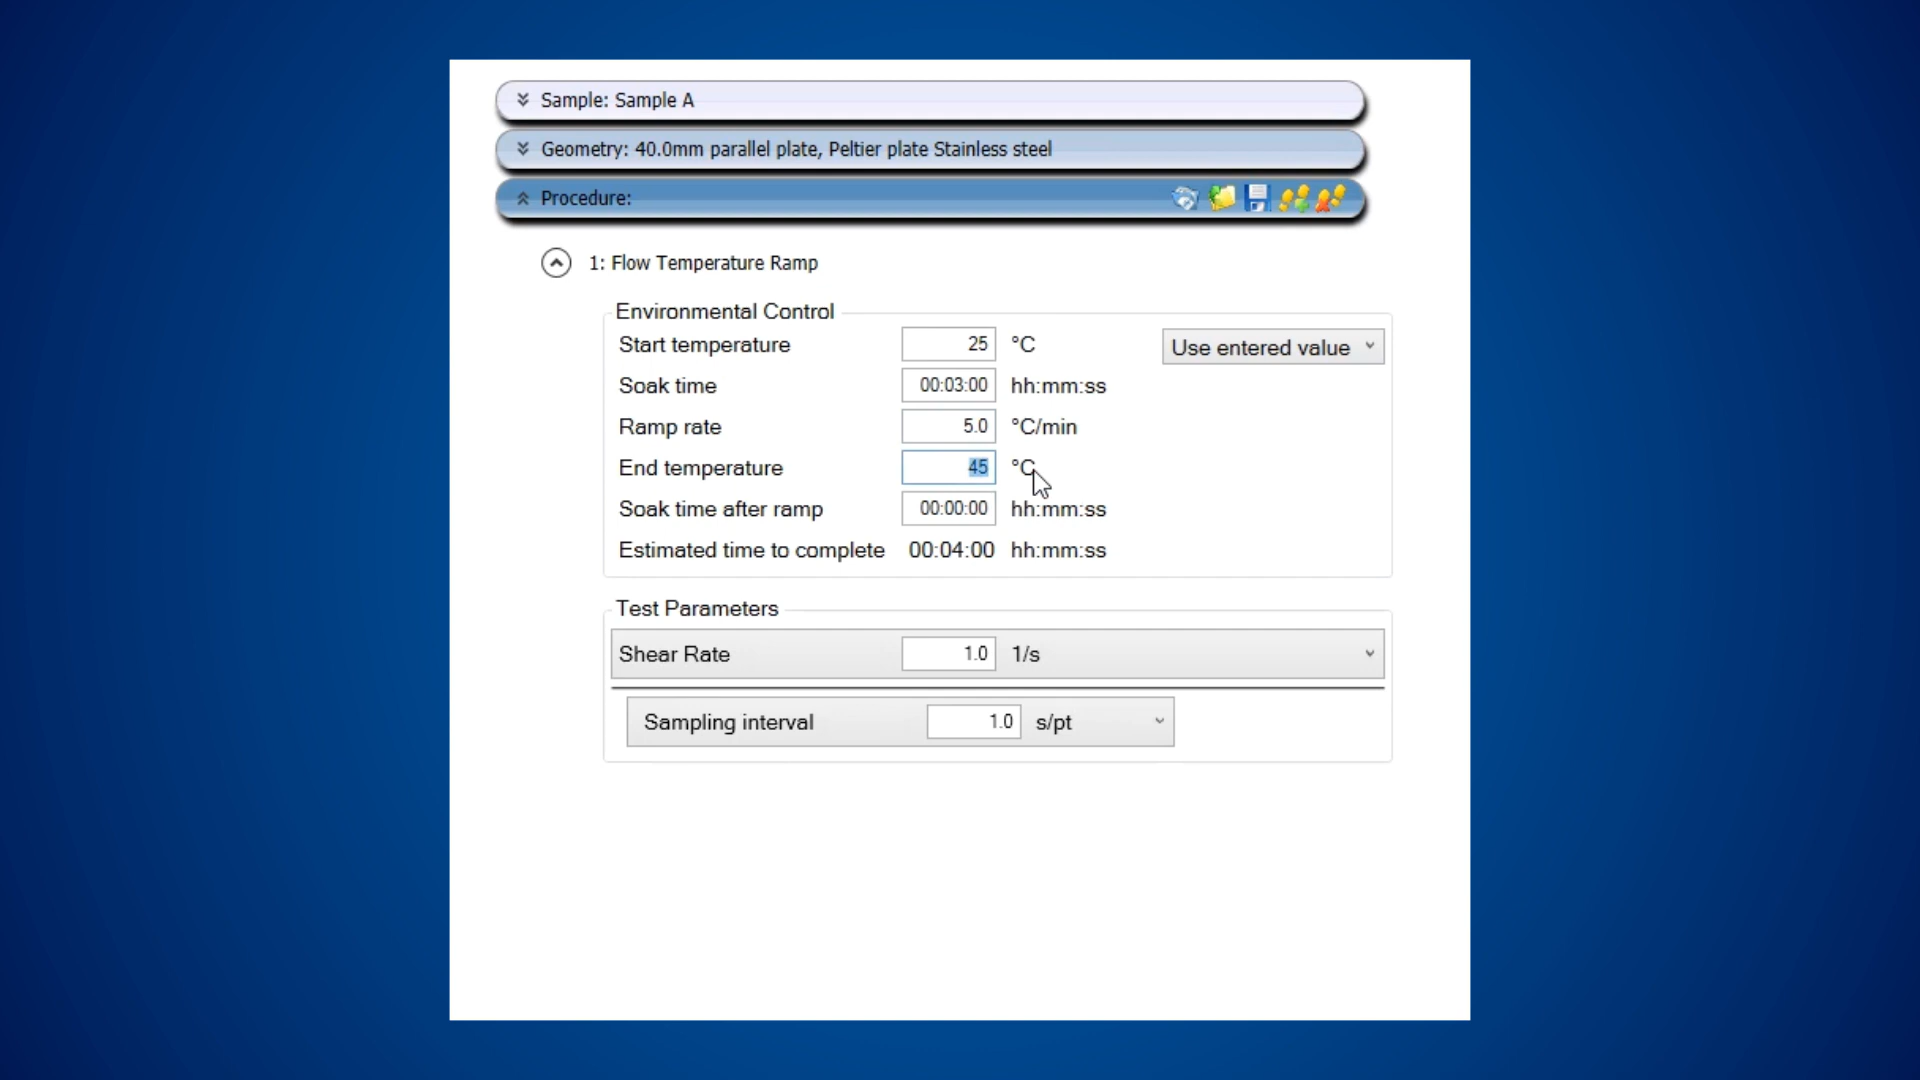 Sample: Sample A
Geometry: 40.0mm parallel plate, Peltier plate Stainless steel
Procedure:
1: Flow Temperature Ramp
Environmental Control
Start temperature 25 °C Use entered value
Soak time 00:03:00 hh:mm:ss
Ramp rate 5.0 °C/min
End temperature 45 °C
Soak time after ramp 00:00:00 hh:mm:ss
Estimated time to complete 00:04:00 hh:mm:ss
Test Parameters
Shear Rate 1.0 1/s
Sampling interval 1.0 s/pt